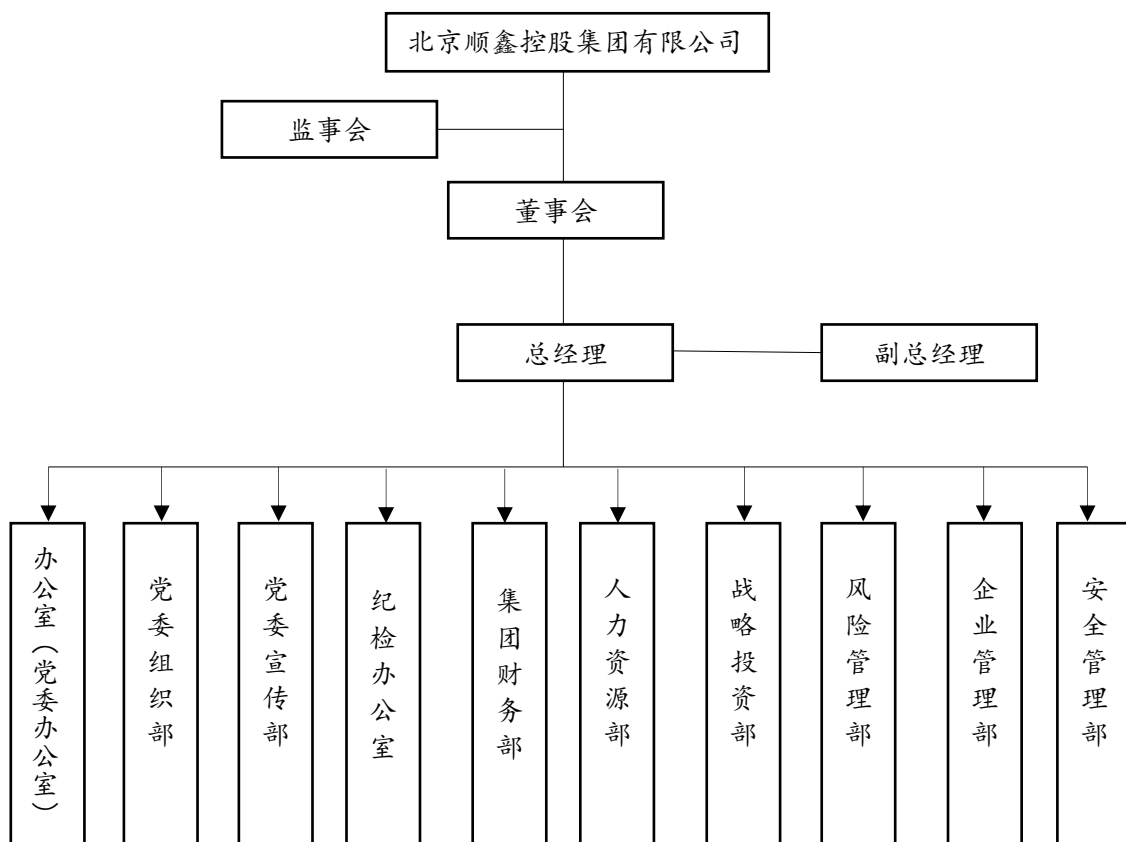 北京顺鑫控股集团有限公司
监事会
董事会
总经理
副总经理
办公室（党委办公室）
党委组织部
党委宣传部
纪检办公室
集团财务部
人力资源部
战略投资部
风险管理部
企业管理部
安全管理部